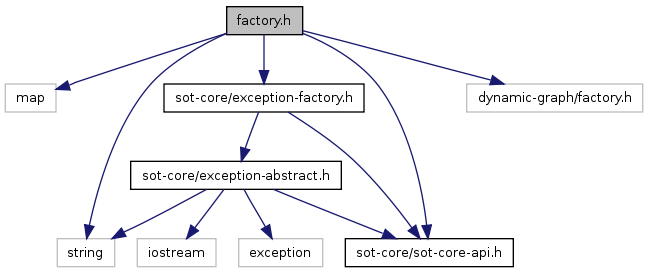 factory.h
map
sot-core/exception-factory.h
dynamic-graph/factory.h
sot-core/exception-abstract.h
string
iostream
exception
sot-core/sot-core-api.h